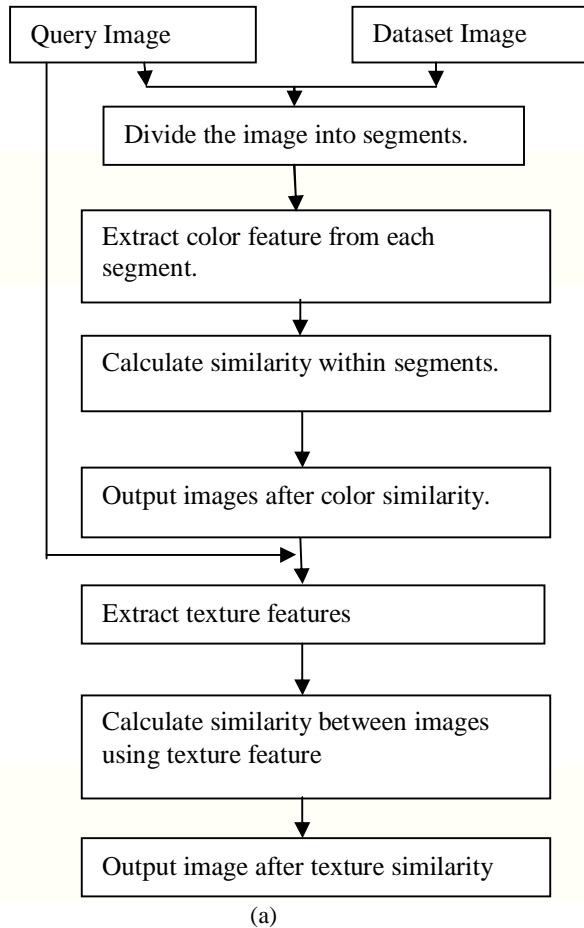 Query Image
Dataset Image
Divide the image into segments.
Extract color feature from each
segment.
Calculate similarity within segments.
Output images after color similarity.
Extract texture features
Calculate similarity between images
using texture feature
Output image after texture similarity
(a)